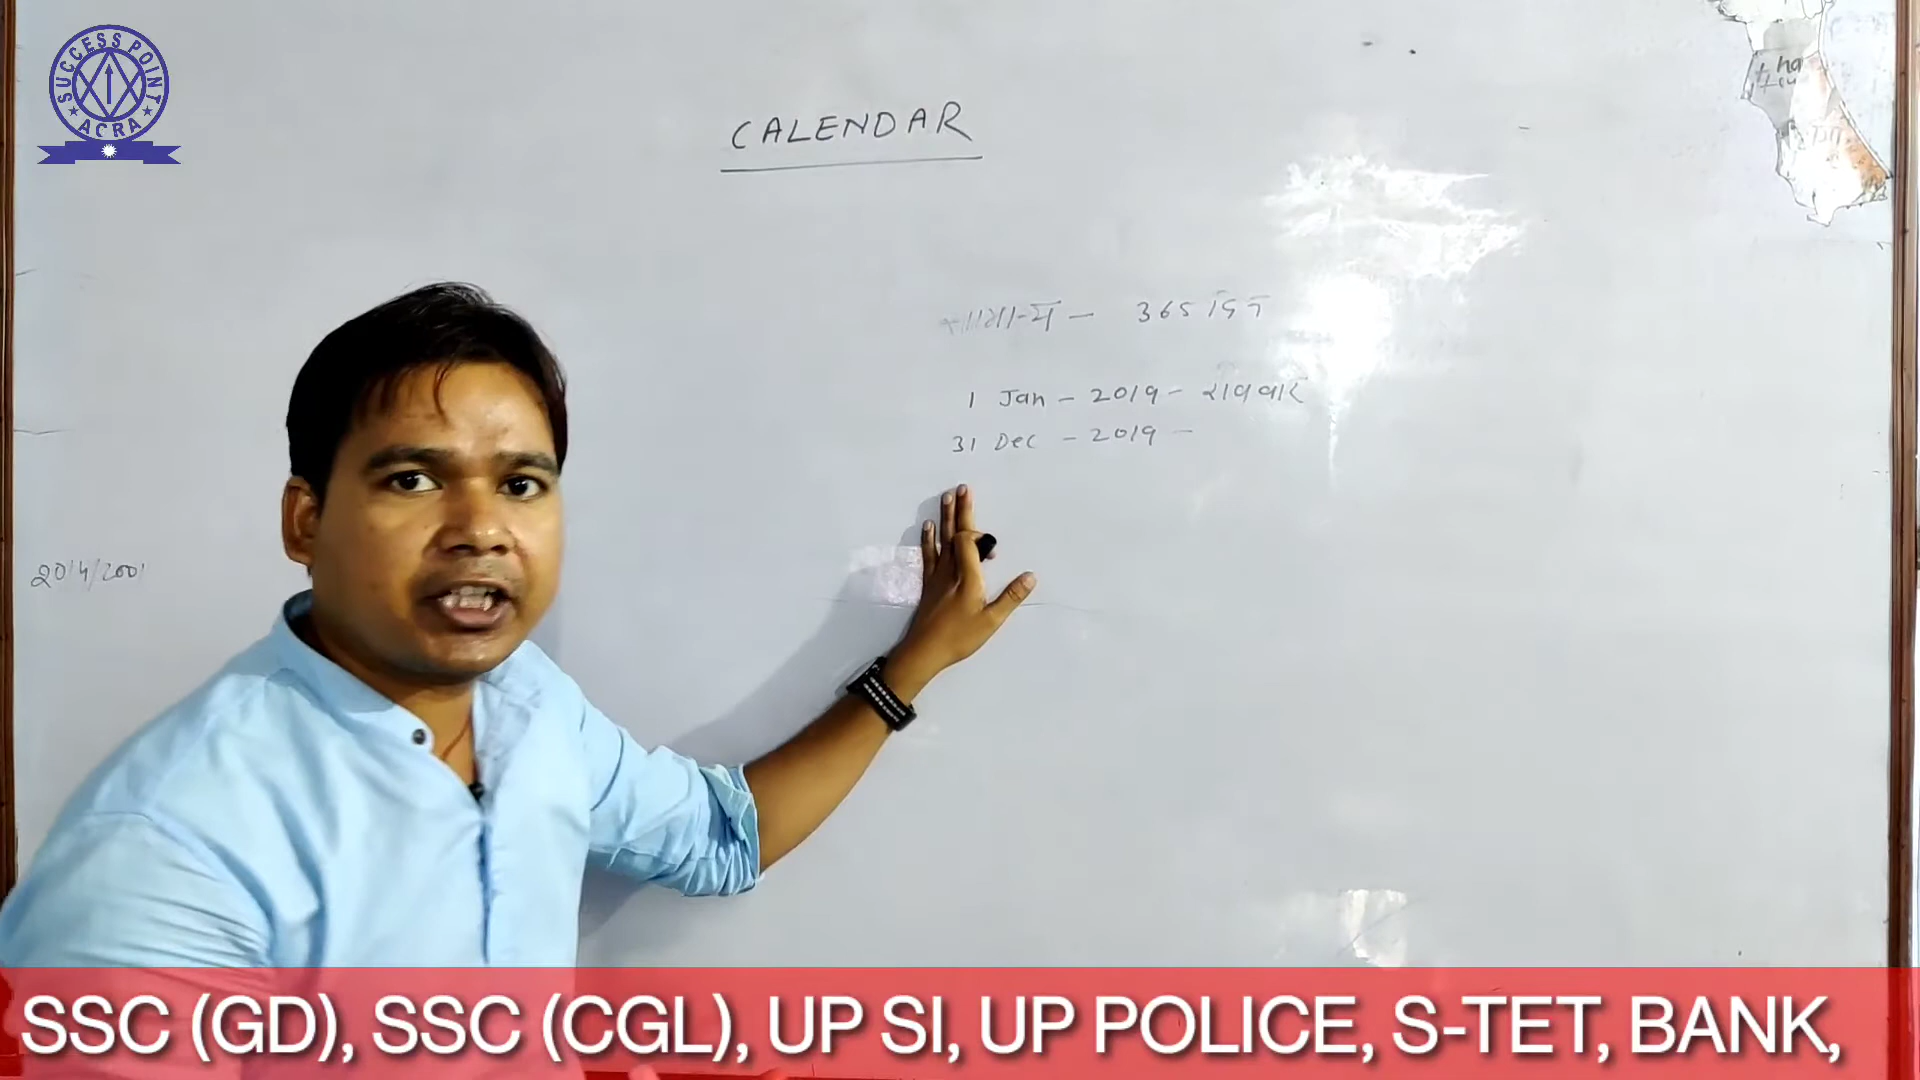 SUCCESS POINT
ACRA
CALENDAR
सामान्य - 365 दिन
1 Jan - 2019 - रविवार
31 Dec - 2019 -
2014/2001
SSC (GD), SSC (CGL), UP SI, UP POLICE, S-TET, BANK,